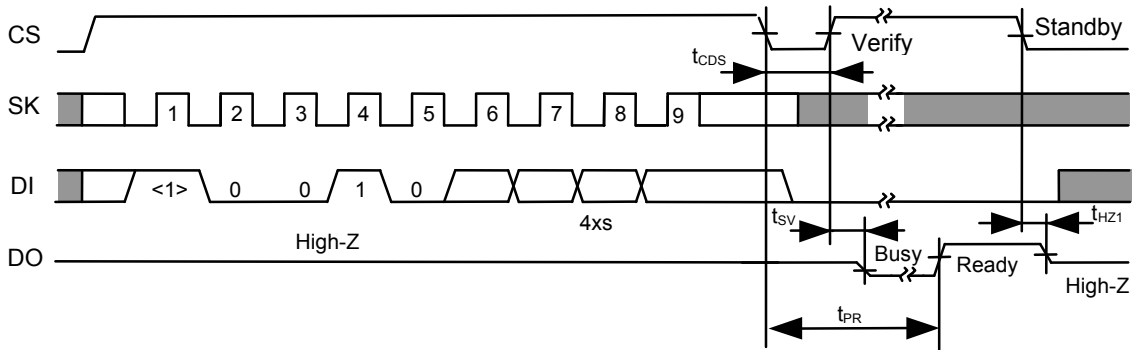 CS Verify Standby
tCDS
SK 1 2 3 4 5 6 7 8 9
DI <1> 0 0 1 0
4xs
tSV tHZ1
High-Z
DO Busy Ready
High-Z
tPR